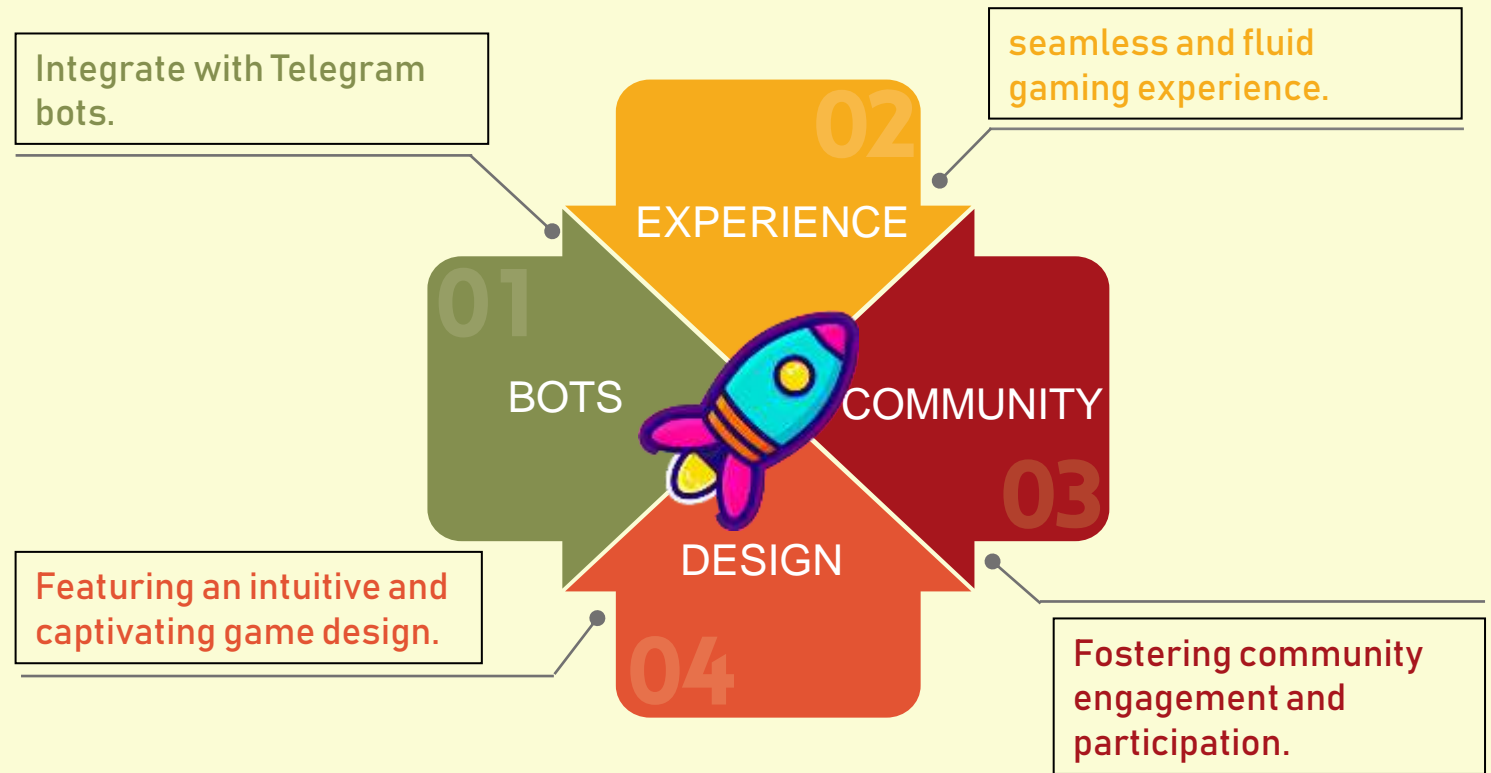 Integrate with Telegram
bots.
seamless and fluid
gaming experience.
02
EXPERIENCE
01
BOTS
COMMUNITY
03
DESIGN
04
Featuring an intuitive and
captivating game design.
Fostering community
engagement and
participation.